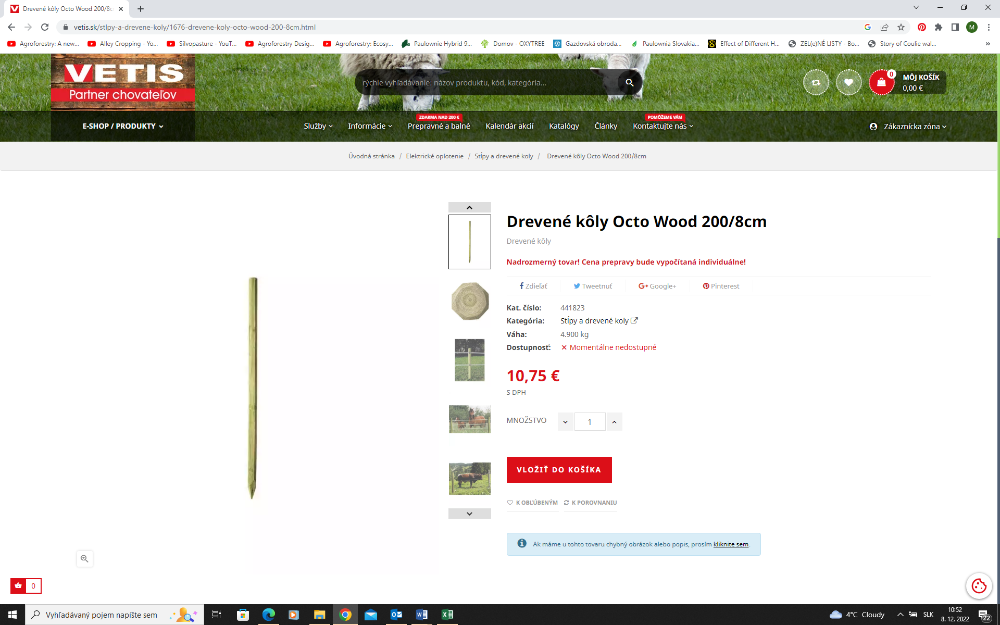 Drevené kôly Octo Wood 200/8c
vetis.sk/stlpy-a-drevene-koly/1676-drevene-koly-octo-wood-200-8cm.html
M
Agroforestry: A new...
Alley Cropping - Yo...
Silvopasture - YouT...
Agroforestry Desig...
Agroforestry: Ecosy...
Paulownie Hybrid 9...
Domov - OXYTREE
Gazdovská obroda...
Paulownia Slovakia...
Effect of Different H...
ZEL(e)NÉ LISTY - Bo...
Story of Coulie wal...
»
VETIS
Partner chovateľov
rýchle vyhľadávanie: názov produktu, kód, kategória...
0
MÔJ KOŠÍK
0,00 €
E-SHOP / PRODUKTY
Služby
Informácie
ZDARMA NAD 200 €
Prepravné a balné
Kalendár akcií
Katalógy
Články
POMÔŽEME VÁM
Kontaktujte nás
Zákaznícka zóna
Úvodná stránka / Elektrické oplotenie / Stĺpy a drevené koly / Drevené kôly Octo Wood 200/8cm
Drevené kôly Octo Wood 200/8cm
Drevené kôly
Nadrozmerný tovar! Cena prepravy bude vypočítaná individuálne!
Zdieľať
Tweetnuť
Google+
Pinterest
Kat. číslo: 441823
Kategória: Stĺpy a drevené koly
Váha: 4.900 kg
Dostupnosť: × Momentálne nedostupné
10,75 €
S DPH
MNOŽSTVO 1
VLOŽIŤ DO KOŠÍKA
K OBĽÚBENÝM
K POROVNANIU
Ak máme u tohto tovaru chybný obrázok alebo popis, prosím kliknite sem.
0
Vyhľadávaný pojem napíšte sem
4°C Cloudy
SLK
10:52
8. 12. 2022
22